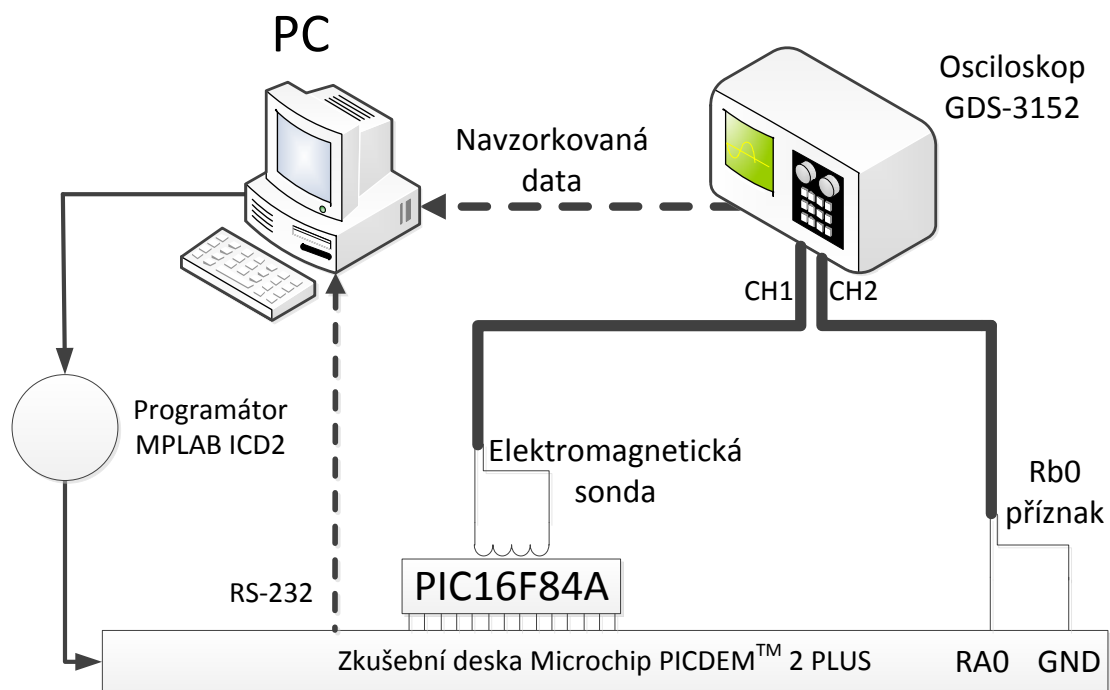 PC
Osciloskop
GDS-3152
Navzorkovaná
data
CH1
CH2
Programátor
MPLAB ICD2
Elektromagnetická
sonda
Rb0
příznak
RS-232
PIC16F84A
Zkušební deska Microchip PICDEM™ 2 PLUS
RA0
GND